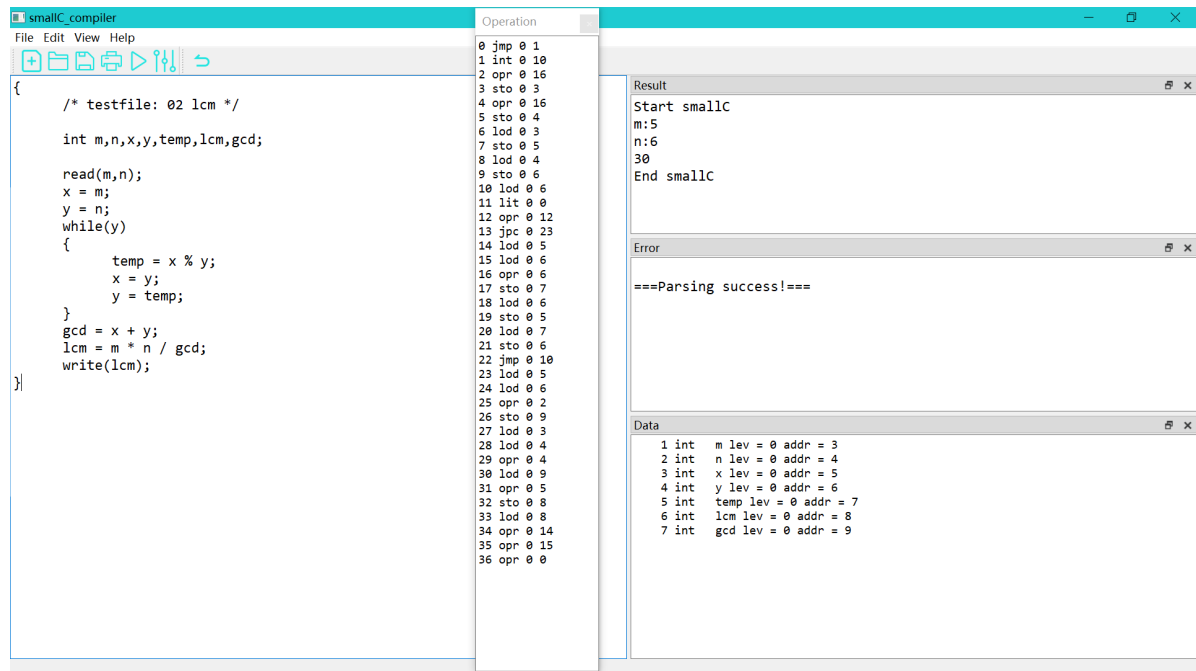 smallC_compiler
File Edit View Help
{
/* testfile: 02 lcm */
int m,n,x,y,temp,lcm,gcd;
read(m,n);
x = m;
y = n;
while(y)
{
temp = x % y;
x = y;
y = temp;
}
gcd = x + y;
lcm = m * n / gcd;
write(lcm);
}
Operation
0 jmp 0 1
1 int 0 10
2 opr 0 16
3 sto 0 3
4 opr 0 16
5 sto 0 4
6 lod 0 3
7 sto 0 5
8 lod 0 4
9 sto 0 6
10 lod 0 6
11 lit 0 0
12 opr 0 12
13 jpc 0 23
14 lod 0 5
15 lod 0 6
16 opr 0 6
17 sto 0 7
18 lod 0 6
19 sto 0 5
20 lod 0 7
21 sto 0 6
22 jmp 0 10
23 lod 0 5
24 lod 0 6
25 opr 0 2
26 sto 0 9
27 lod 0 3
28 lod 0 4
29 opr 0 4
30 lod 0 9
31 opr 0 5
32 sto 0 8
33 lod 0 8
34 opr 0 14
35 opr 0 15
36 opr 0 0
Result
Start smallC
m:5
n:6
30
End smallC
Error
===Parsing success!===
Data
1 int m lev = 0 addr = 3
2 int n lev = 0 addr = 4
3 int x lev = 0 addr = 5
4 int y lev = 0 addr = 6
5 int temp lev = 0 addr = 7
6 int lcm lev = 0 addr = 8
7 int gcd lev = 0 addr = 9